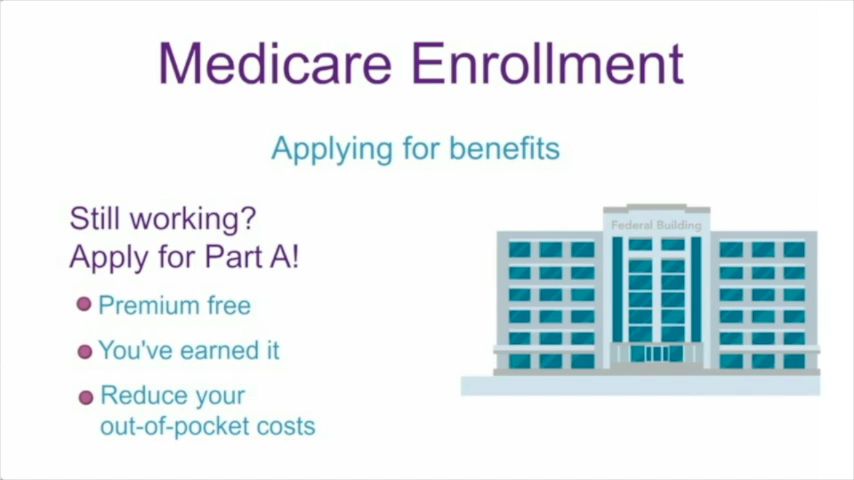 Medicare Enrollment
Applying for benefits
Still working?
Apply for Part A!
Premium free
You've earned it
Reduce your
out-of-pocket costs
Federal Building